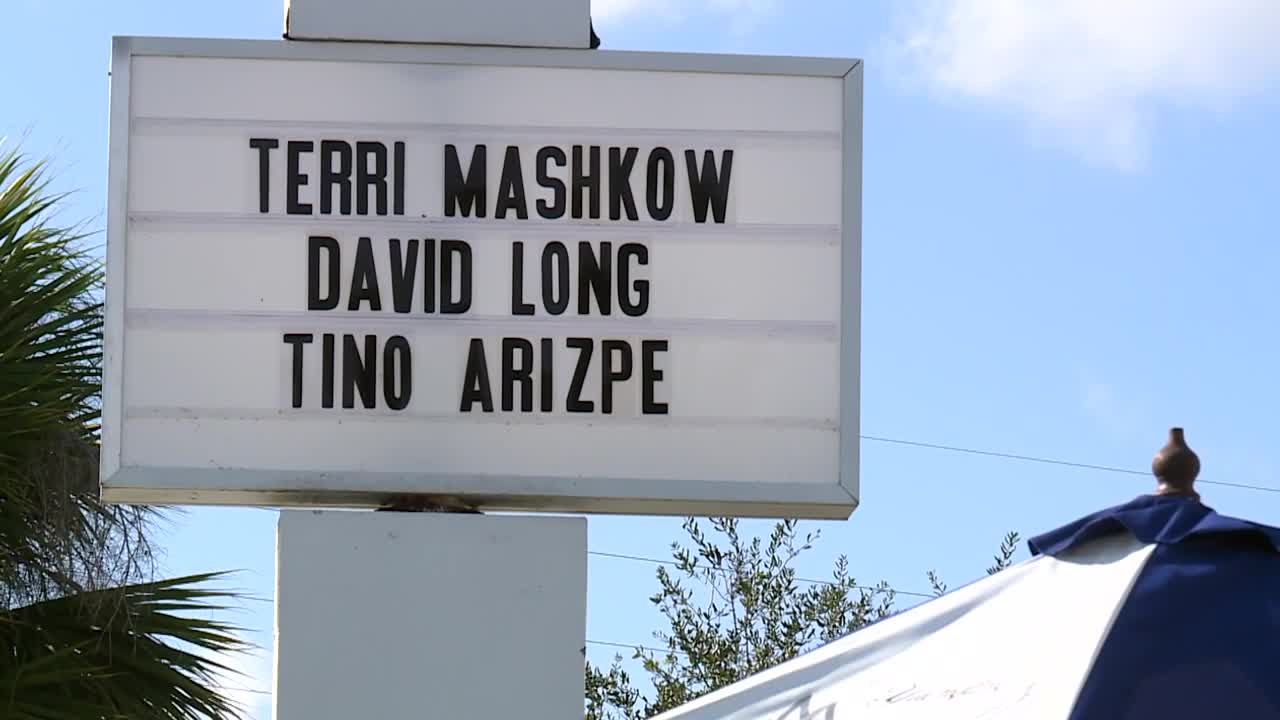 TERRI MASHKOW
DAVID LONG
TINO ARIZPE